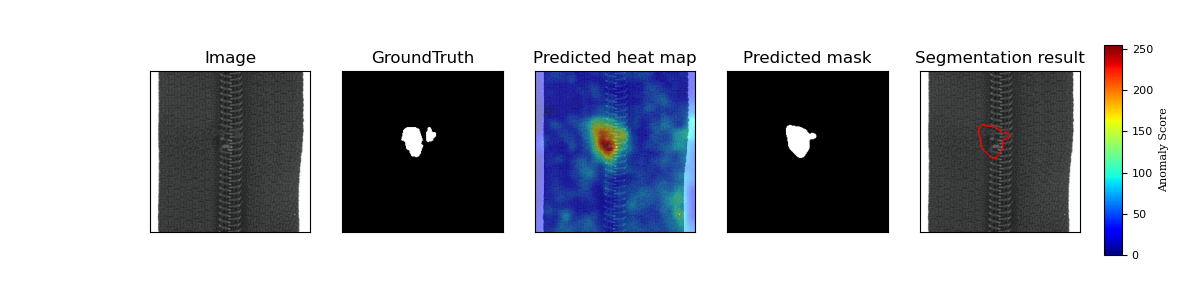 Image
GroundTruth
Predicted heat map
Predicted mask
Segmentation result
250
200
150
100
50
0
Anomaly Score